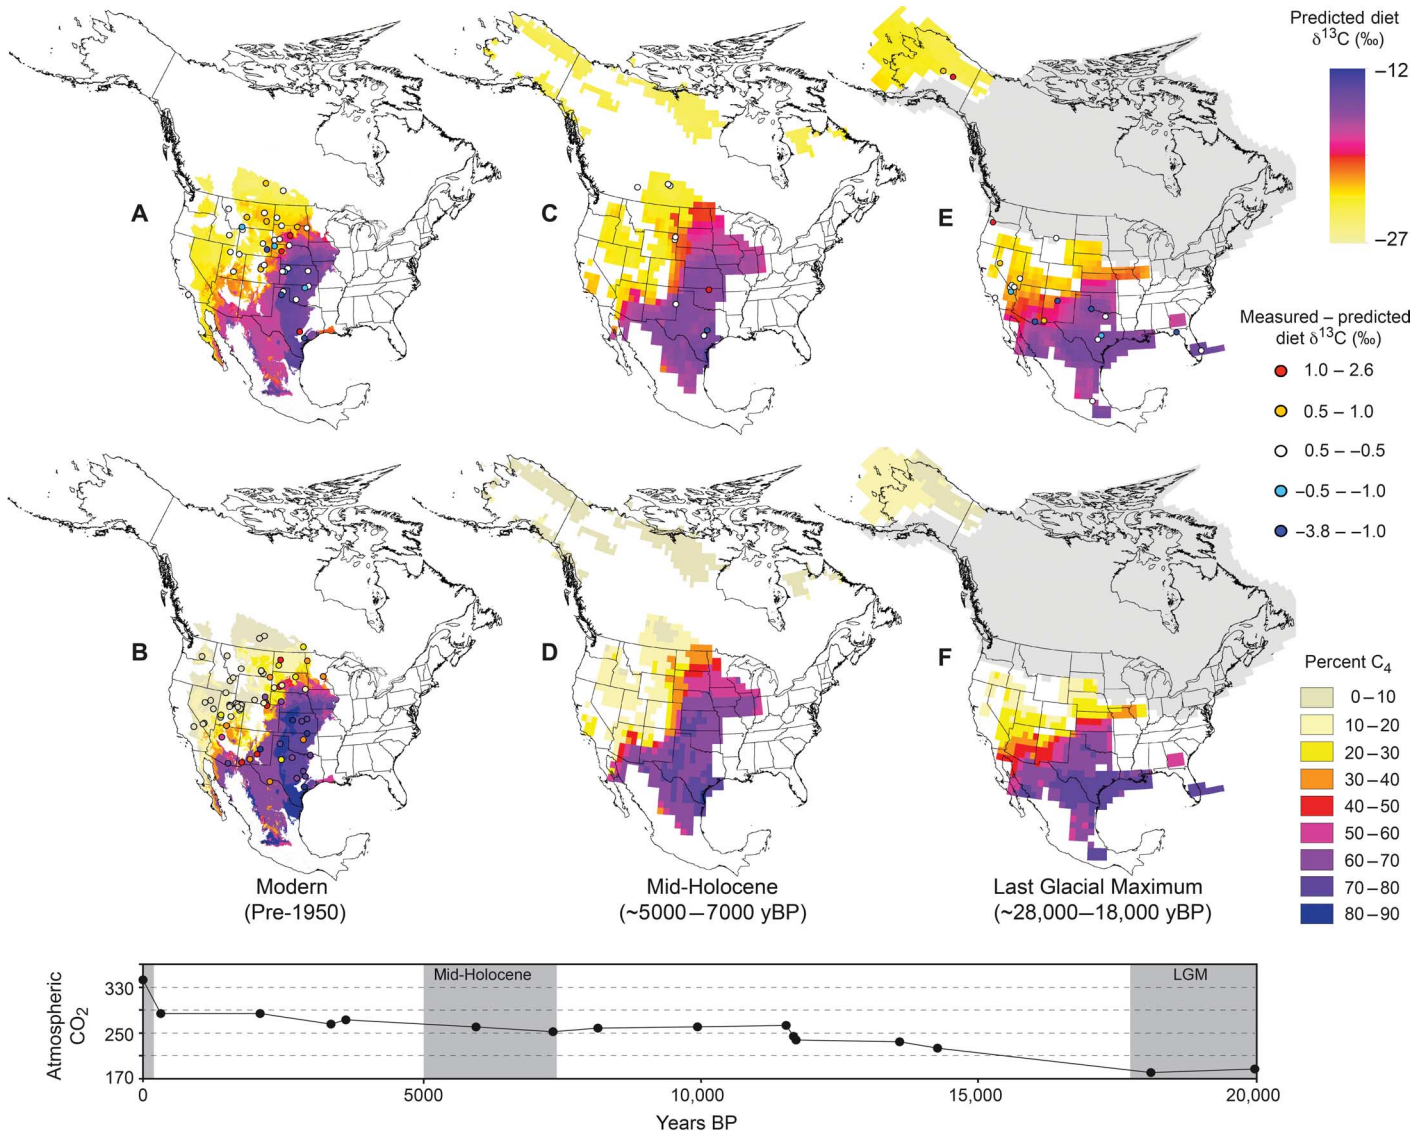 Predicted diet
δ13C (‰)
–12
–27
A
C
E
Measured – predicted
diet δ13C (‰)
1.0 – 2.6
0.5 – 1.0
0.5 – –0.5
–0.5 – –1.0
–3.8 – –1.0
B
D
F
Percent C4
0–10
10–20
20–30
30–40
40–50
50–60
60–70
70–80
80–90
Modern
(Pre-1950)
Mid-Holocene
(~5000–7000 yBP)
Last Glacial Maximum
(~28,000–18,000 yBP)
Atmospheric
CO2
330
250
170
Mid-Holocene
LGM
0
5000
10,000
15,000
20,000
Years BP